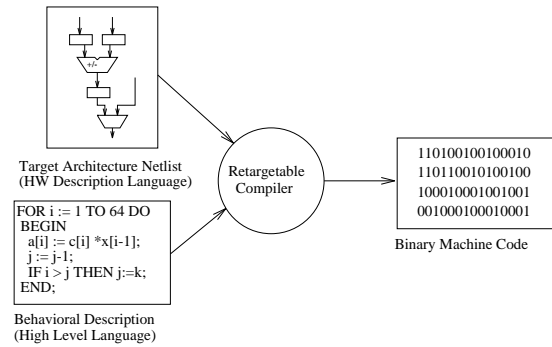 +/-
Target Architecture Netlist
(HW Description Language)
FOR i := 1 TO 64 DO
BEGIN
a[i] := c[i] *x[i-1];
j := j-1;
IF i > j THEN j:=k;
END;
Behavioral Description
(High Level Language)
Retargetable
Compiler
110100100100010
110110010100100
100010001001001
001000100010001
Binary Machine Code